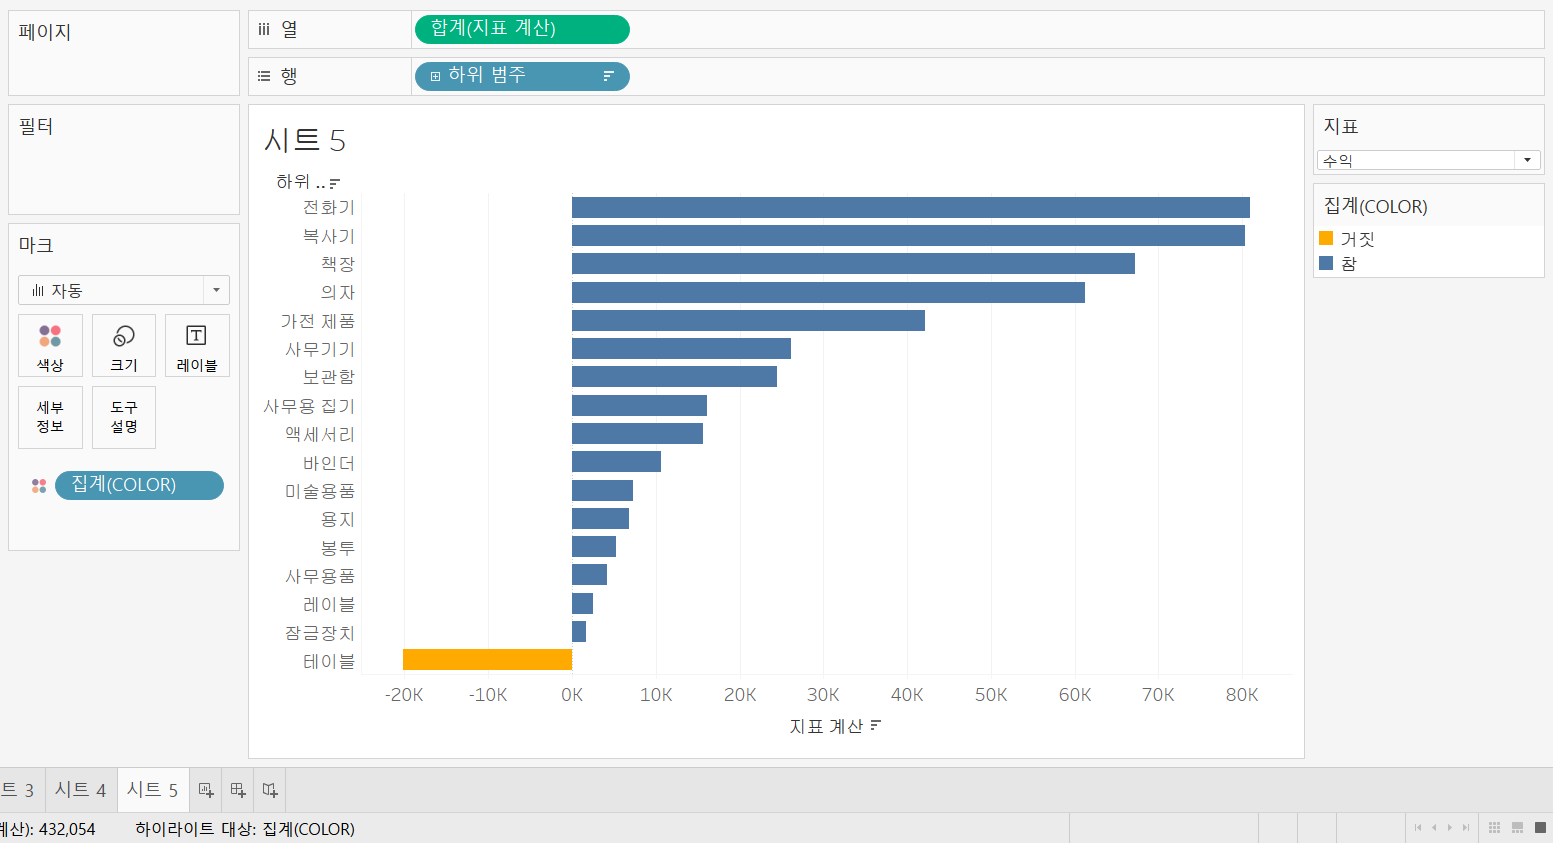 페이지
iii 열
합계(지표 계산)
행
하위 범주
필터
시트 5
하위 ..
전화기
복사기
책장
의자
가전 제품
사무기기
보관함
사무용 집기
액세서리
바인더
미술용품
용지
봉투
사무용품
레이블
잠금장치
테이블
-20K -10K 0K 10K 20K 30K 40K 50K 60K 70K 80K
지표 계산
지표
수익
집계(COLOR)
거짓
참
마크
자동
색상 크기 레이블
세부 정보
도구 설명
집계(COLOR)
트 3 시트 4 시트 5
계산): 432,054 하이라이트 대상: 집계(COLOR)